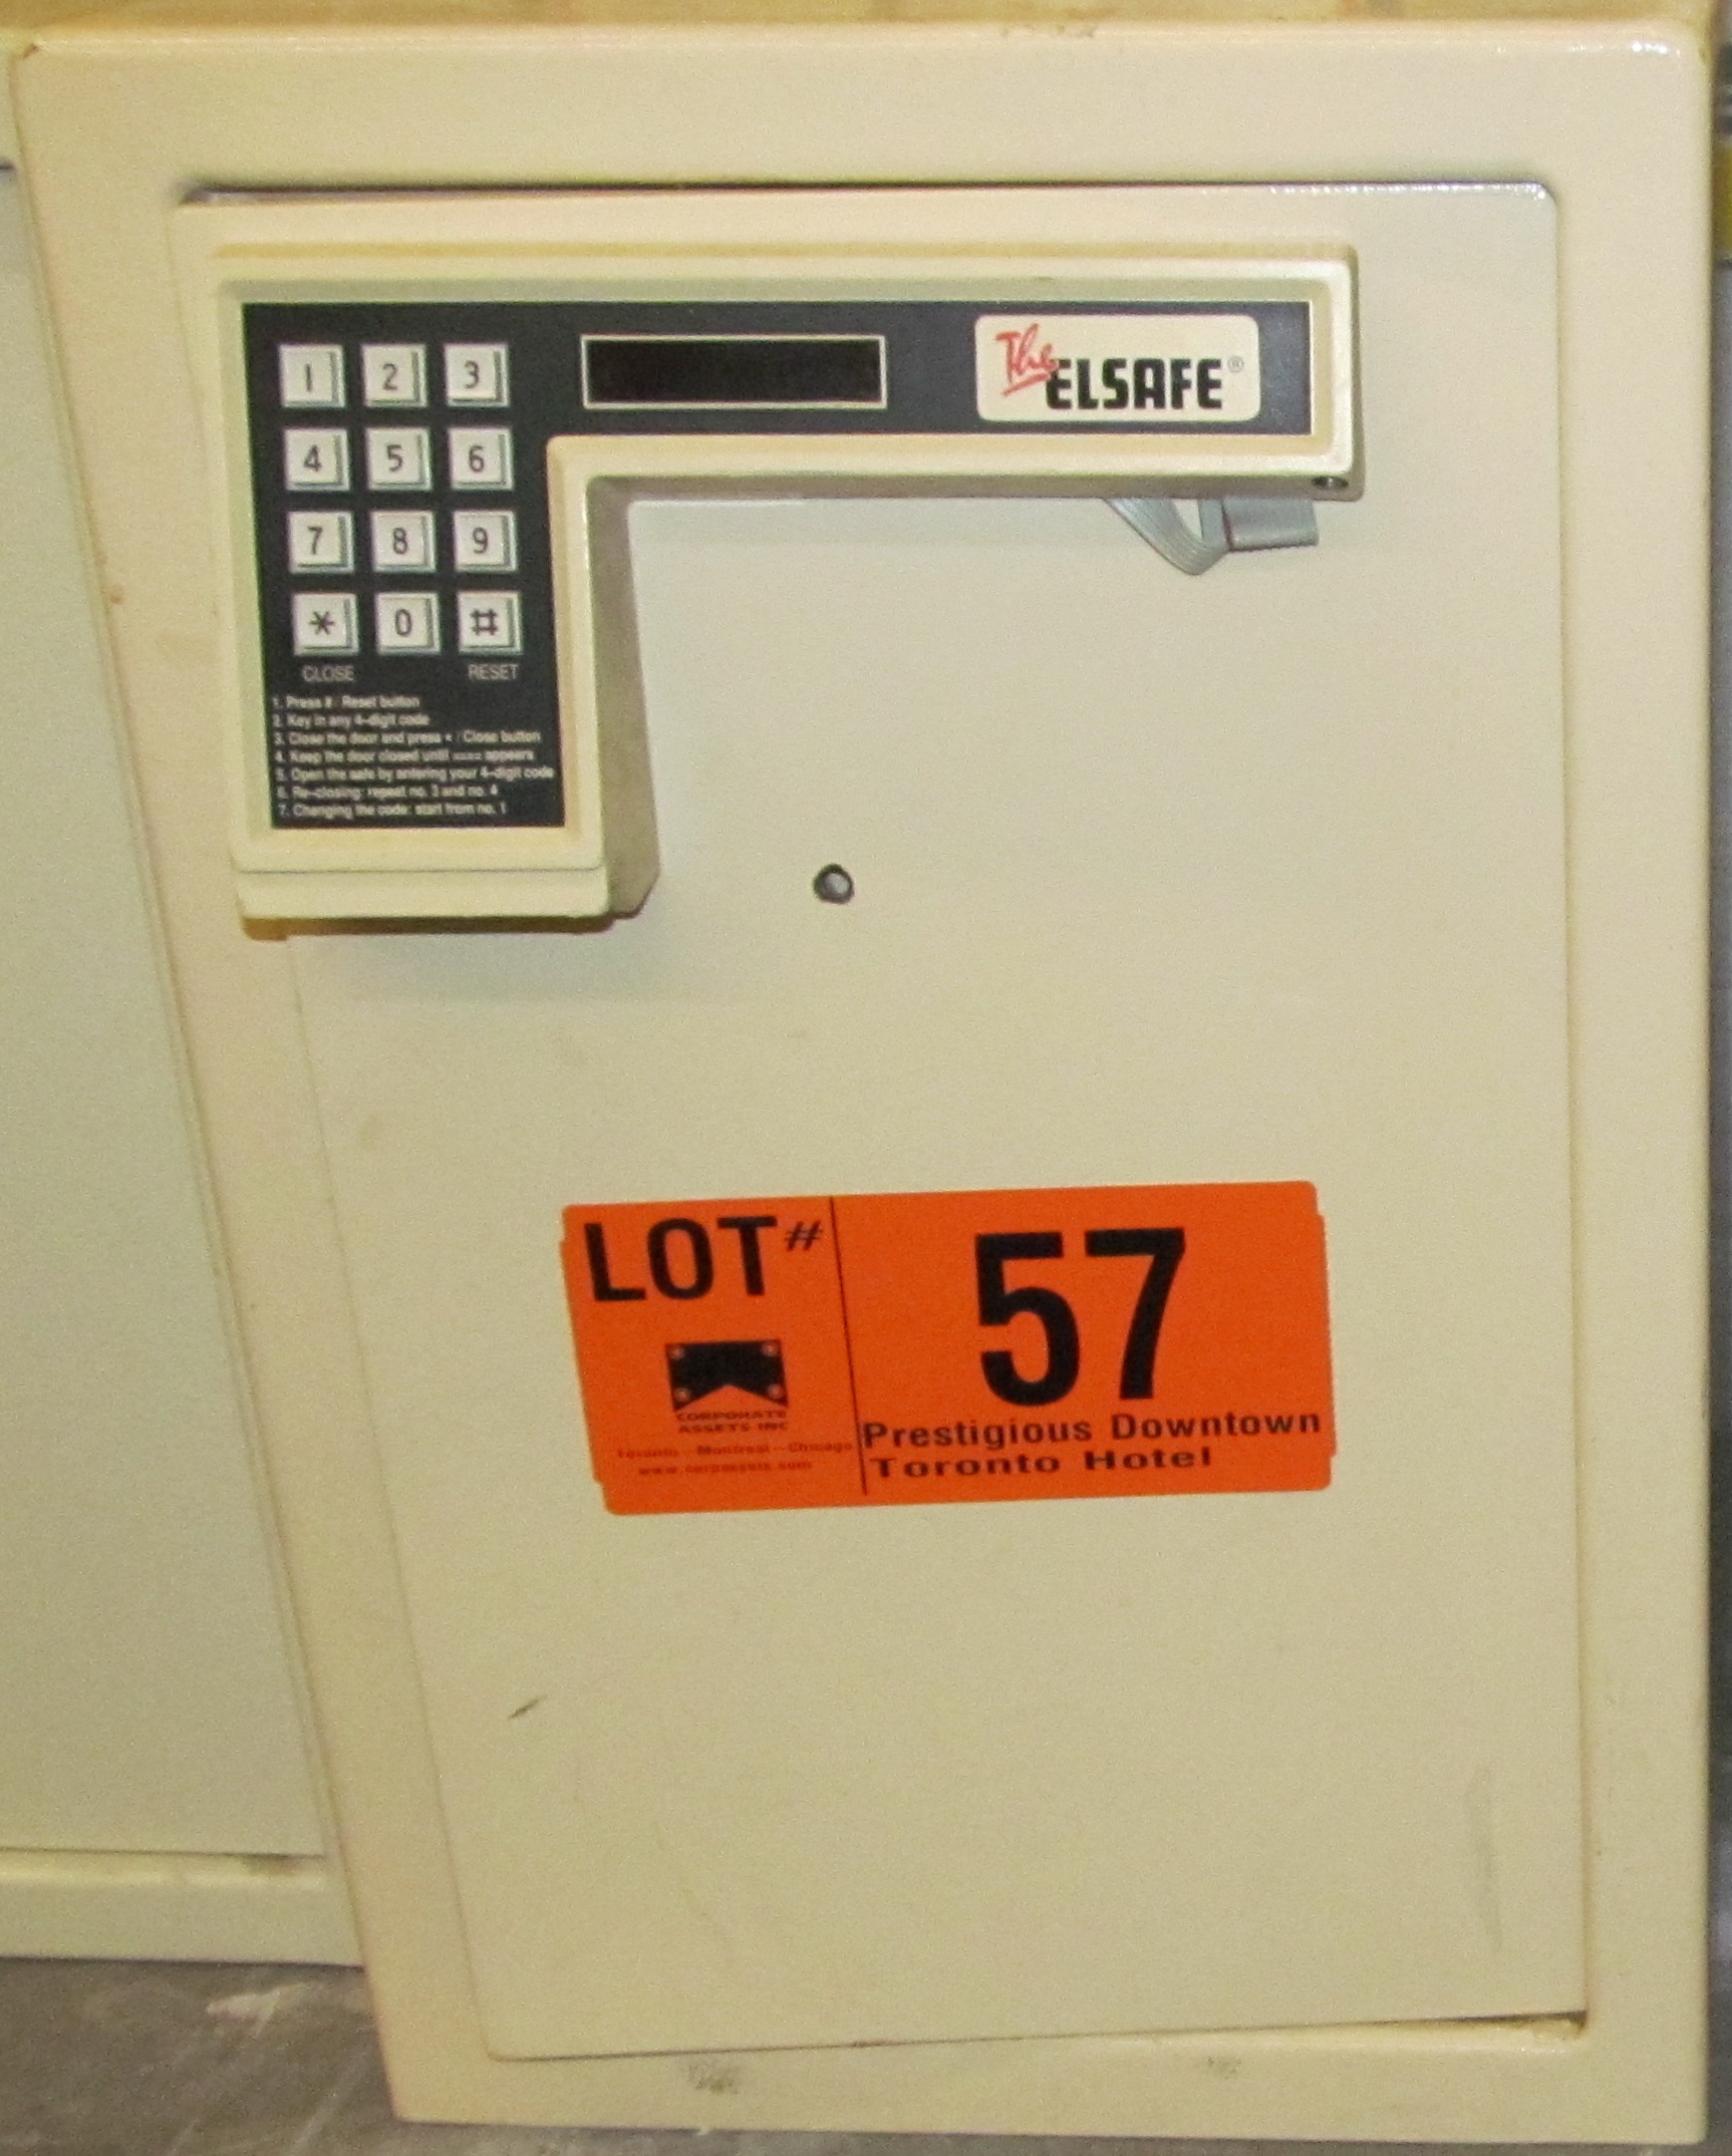 1 2 3
4 5 6
7 8 9
* 0 #
CLOSE RESET
1. Press # / Reset button
2. Key in any 4-digit code
3. Close the door and press * / Close button
4. Keep the door closed until ==== appears
5. Open the safe by entering your 4-digit code
6. Re-closing: repeat no. 3 and no. 4
7. Changing the code: start from no. 1
The ELSAFE®
LOT# 57
CORPORATE
ASSETS INC
Toronto - Montreal - Chicago
www.corpassets.com
Prestigious Downtown
Toronto Hotel